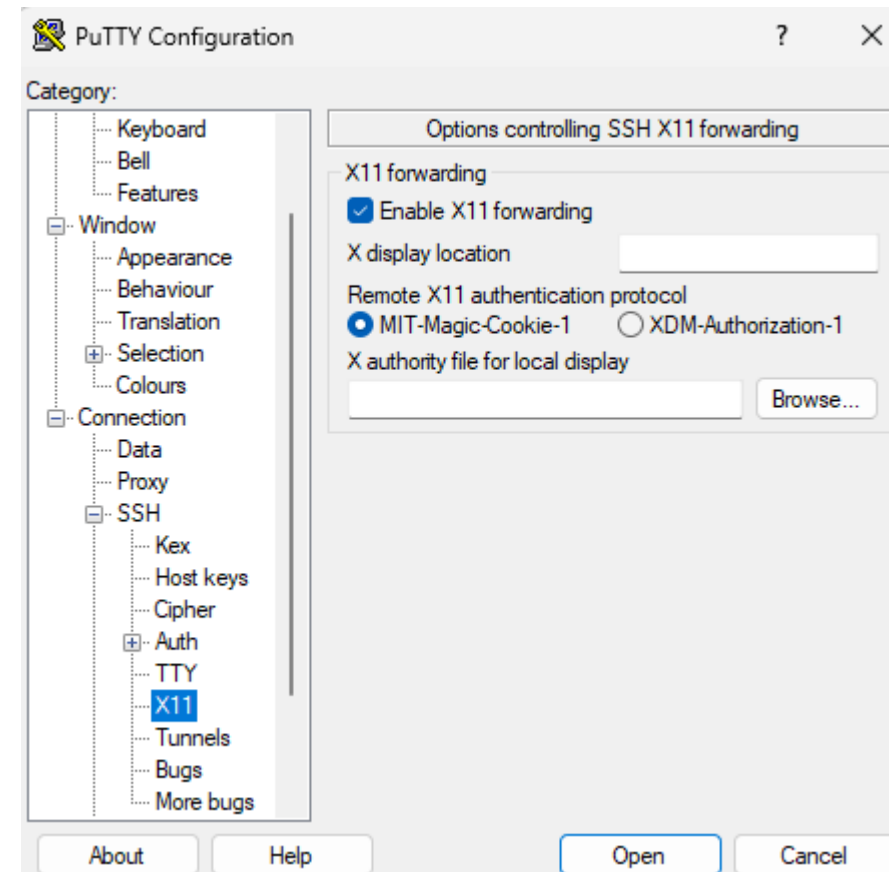 PuTTY Configuration
?
Category:
Keyboard
Bell
Features
Window
Appearance
Behaviour
Translation
Selection
Colours
Connection
Data
Proxy
SSH
Kex
Host keys
Cipher
Auth
TTY
X11
Tunnels
Bugs
More bugs
Options controlling SSH X11 forwarding
X11 forwarding
Enable X11 forwarding
X display location
Remote X11 authentication protocol
MIT-Magic-Cookie-1 XDM-Authorization-1
X authority file for local display
Browse...
About Help Open Cancel